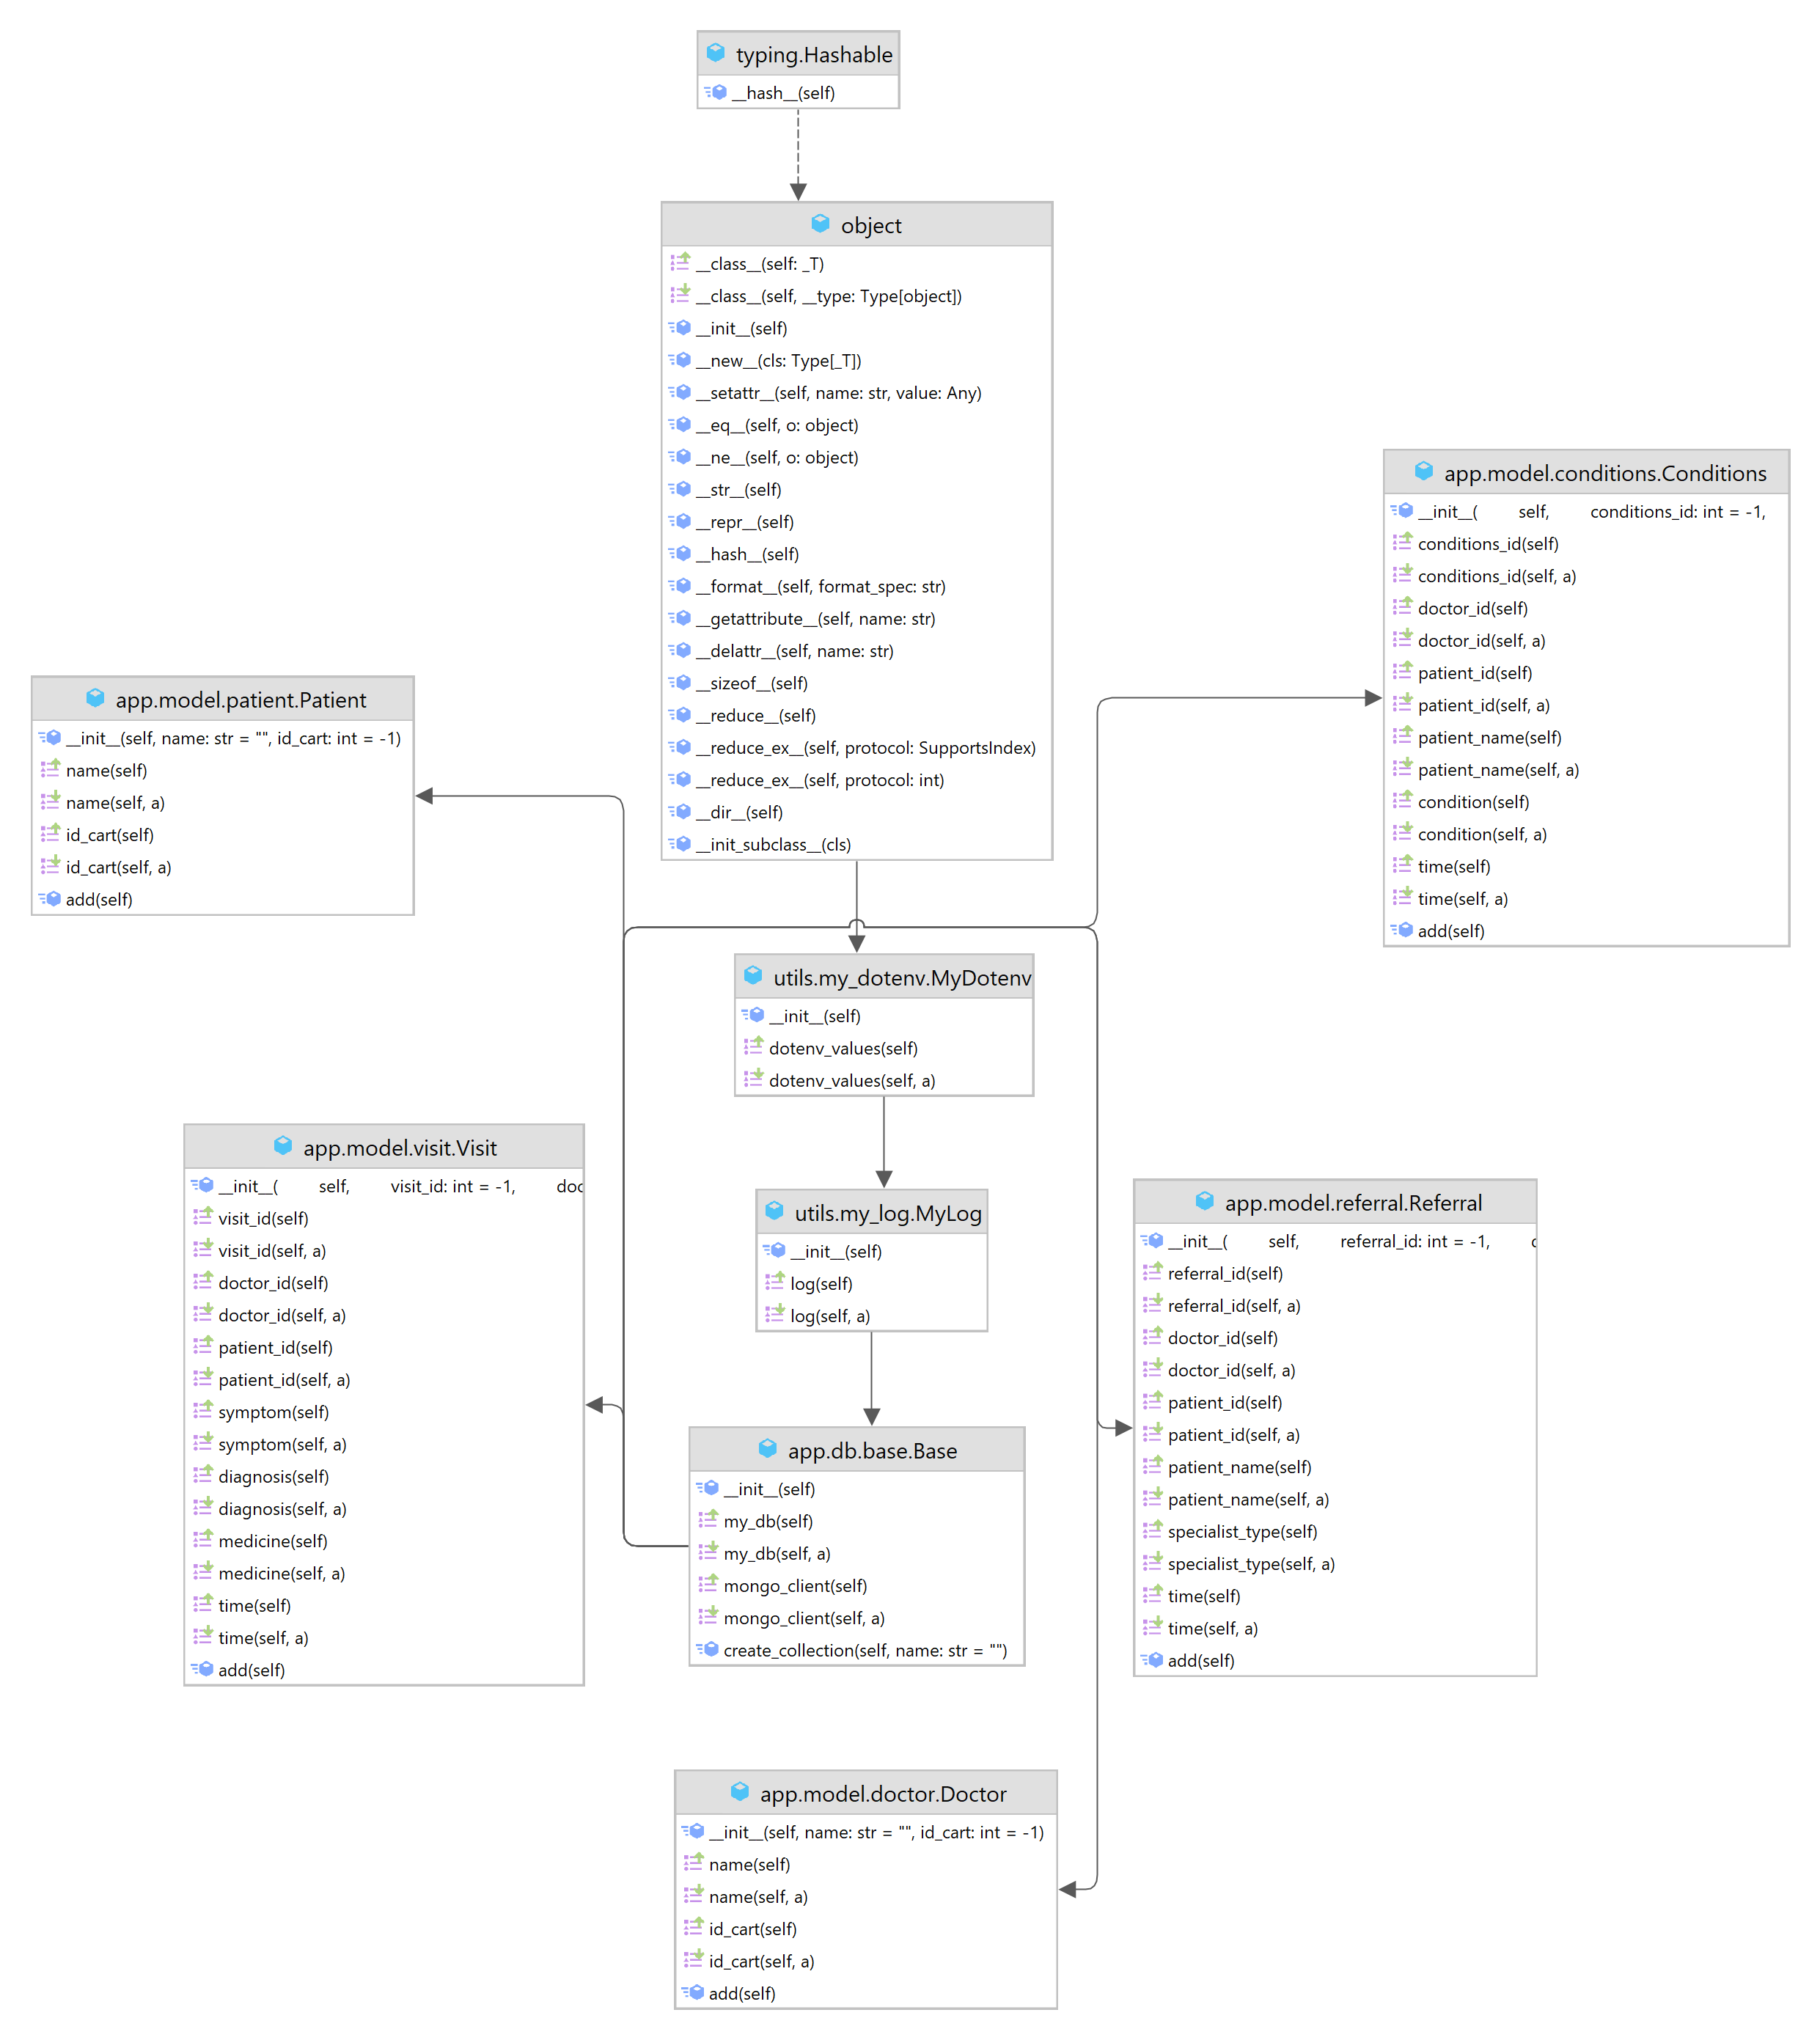 typing.Hashable
__hash__(self)
object
__class__(self: _T)
__class__(self, __type: Type[object])
__init__(self)
__new__(cls: Type[_T])
__setattr__(self, name: str, value: Any)
__eq__(self, o: object)
__ne__(self, o: object)
__str__(self)
__repr__(self)
__hash__(self)
__format__(self, format_spec: str)
__getattribute__(self, name: str)
__delattr__(self, name: str)
__sizeof__(self)
__reduce__(self)
__reduce_ex__(self, protocol: SupportsIndex)
__reduce_ex__(self, protocol: int)
__dir__(self)
__init_subclass__(cls)
app.model.conditions.Conditions
__init__( self, conditions_id: int = -1,
conditions_id(self)
conditions_id(self, a)
doctor_id(self)
doctor_id(self, a)
patient_id(self)
patient_id(self, a)
patient_name(self)
patient_name(self, a)
condition(self)
condition(self, a)
time(self)
time(self, a)
add(self)
app.model.patient.Patient
__init__(self, name: str = "", id_cart: int = -1)
name(self)
name(self, a)
id_cart(self)
id_cart(self, a)
add(self)
utils.my_dotenv.MyDotenv
__init__(self)
dotenv_values(self)
dotenv_values(self, a)
app.model.visit.Visit
__init__( self, visit_id: int = -1, doc
visit_id(self)
visit_id(self, a)
doctor_id(self)
doctor_id(self, a)
patient_id(self)
patient_id(self, a)
symptom(self)
symptom(self, a)
diagnosis(self)
diagnosis(self, a)
medicine(self)
medicine(self, a)
time(self)
time(self, a)
add(self)
utils.my_log.MyLog
__init__(self)
log(self)
log(self, a)
app.model.referral.Referral
__init__( self, referral_id: int = -1,
referral_id(self)
referral_id(self, a)
doctor_id(self)
doctor_id(self, a)
patient_id(self)
patient_id(self, a)
patient_name(self)
patient_name(self, a)
specialist_type(self)
specialist_type(self, a)
time(self)
time(self, a)
add(self)
app.db.base.Base
__init__(self)
my_db(self)
my_db(self, a)
mongo_client(self)
mongo_client(self, a)
create_collection(self, name: str = "")
app.model.doctor.Doctor
__init__(self, name: str = "", id_cart: int = -1)
name(self)
name(self, a)
id_cart(self)
id_cart(self, a)
add(self)